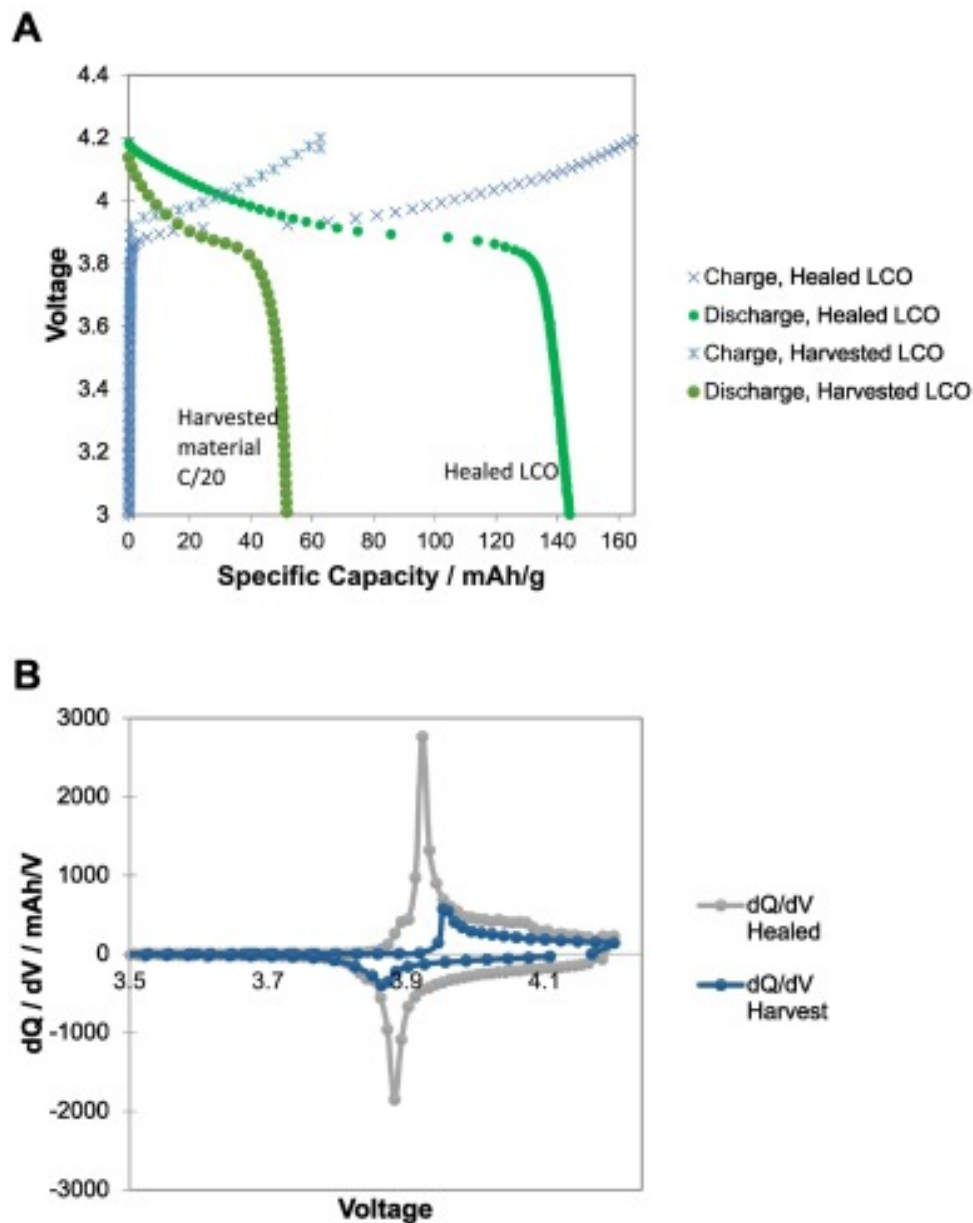 A
4.4
4.2
4
3.8
3.6
3.4
3.2
3
Voltage
Harvested
material
C/20
Healed LCO
0 20 40 60 80 100 120 140 160
Specific Capacity / mAh/g
Charge, Healed LCO
Discharge, Healed LCO
Charge, Harvested LCO
Discharge, Harvested LCO
B
3000
2000
1000
0
-1000
-2000
-3000
dQ / dV / mAh/V
3.5 3.7 3.9 4.1
Voltage
dQ/dV
Healed
dQ/dV
Harvest